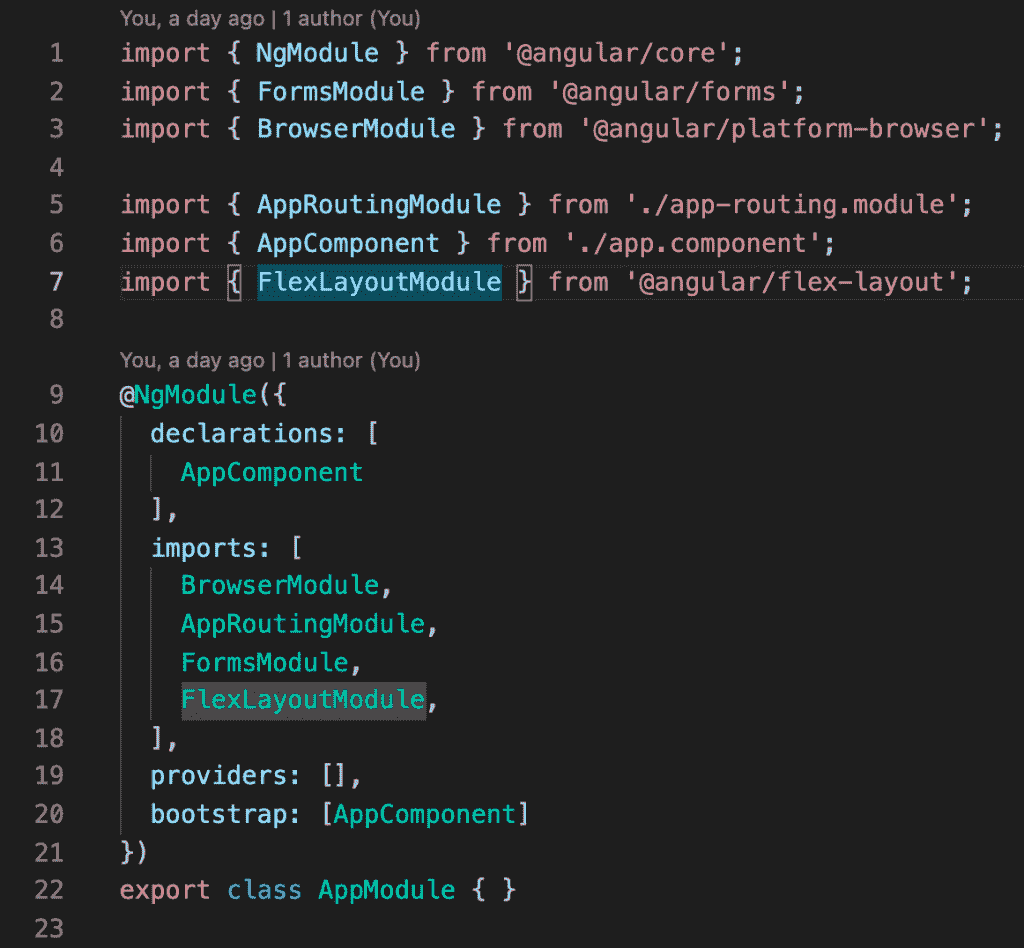 You, a day ago | 1 author (You)
1 import { NgModule } from '@angular/core';
2 import { FormsModule } from '@angular/forms';
3 import { BrowserModule } from '@angular/platform-browser';
4
5 import { AppRoutingModule } from './app-routing.module';
6 import { AppComponent } from './app.component';
7 import { FlexLayoutModule } from '@angular/flex-layout';
8
You, a day ago | 1 author (You)
9 @NgModule({
10   declarations: [
11     AppComponent
12   ],
13   imports: [
14     BrowserModule,
15     AppRoutingModule,
16     FormsModule,
17     FlexLayoutModule,
18   ],
19   providers: [],
20   bootstrap: [AppComponent]
21 })
22 export class AppModule { }
23